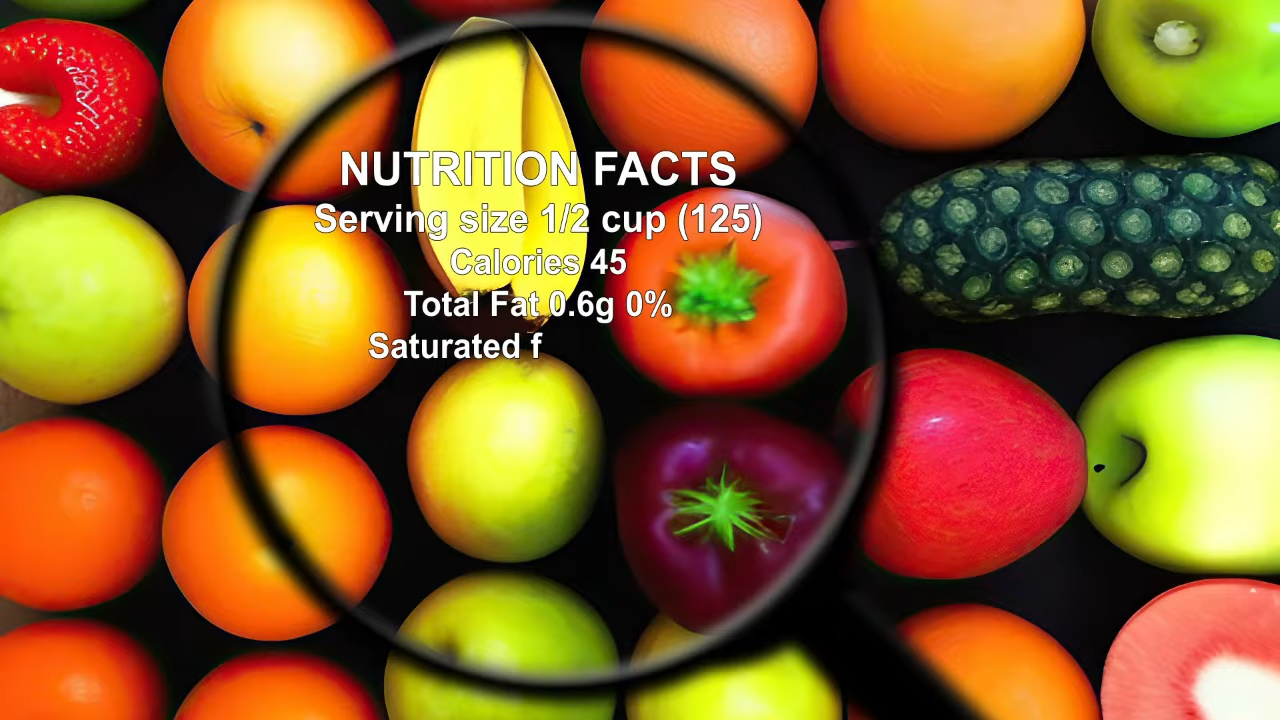 NUTRITION FACTS
Serving size 1/2 cup (125)
Calories 45
Total Fat 0.6g 0%
Saturated f